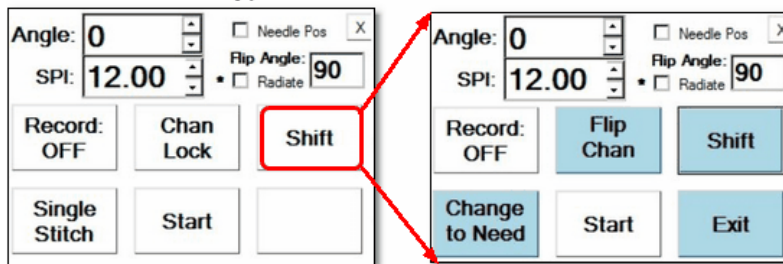 Angle: 0
Needle Pos
X
SPI: 12.00
Flip Angle:
* Radiate
90
Record: OFF
Chan Lock
Shift
Single Stitch
Start
Angle: 0
Needle Pos
X
SPI: 12.00
Flip Angle:
* Radiate
90
Record: OFF
Flip Chan
Shift
Change to Need
Start
Exit